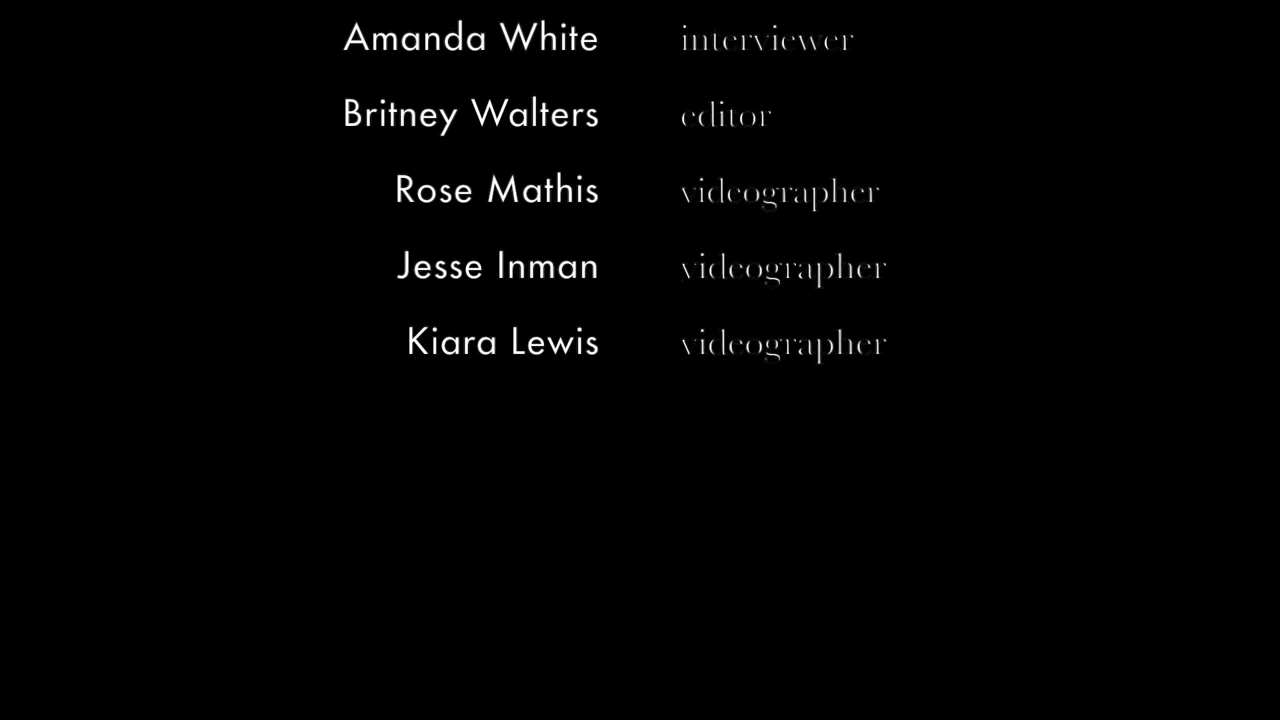 Amanda White interviewer
Britney Walters editor
Rose Mathis videographer
Jesse Inman videographer
Kiara Lewis videographer